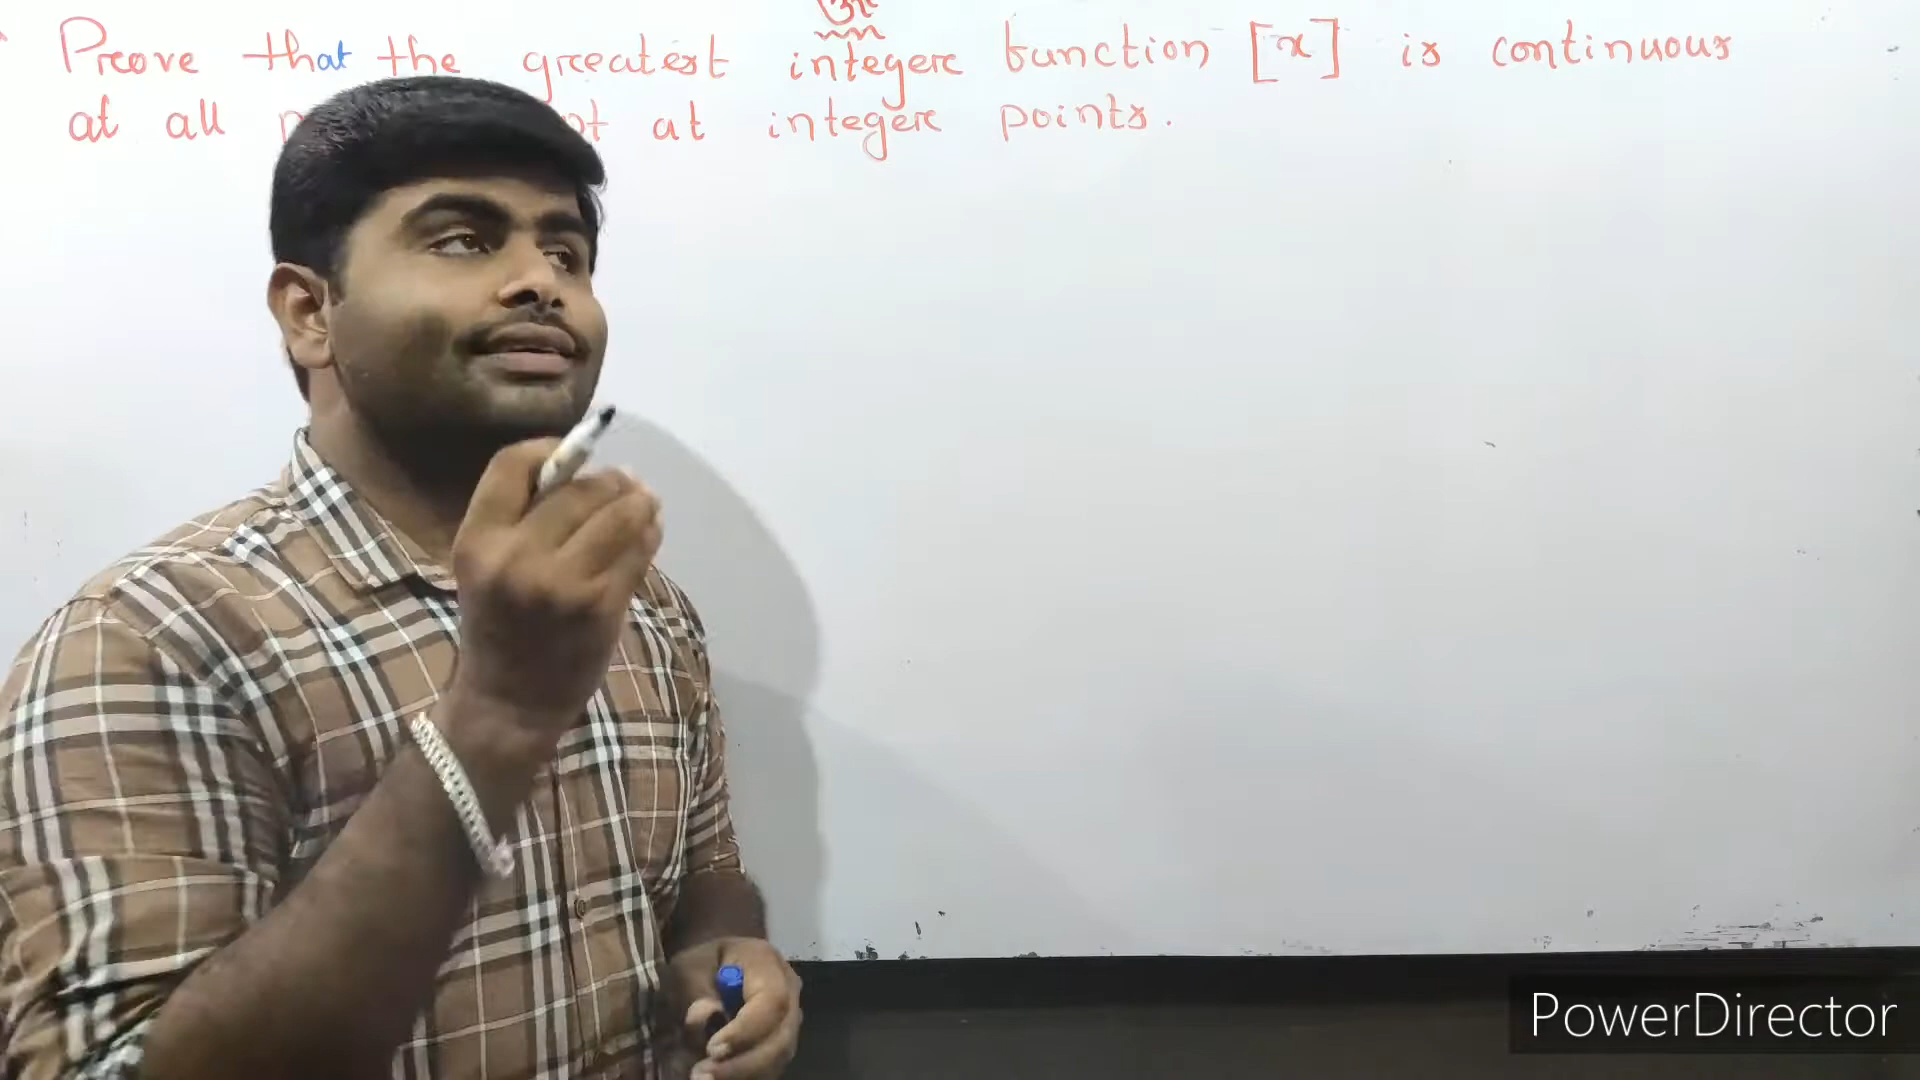 Prove that the greatest integer function [x] is continuous
at all at integer points.
PowerDirector